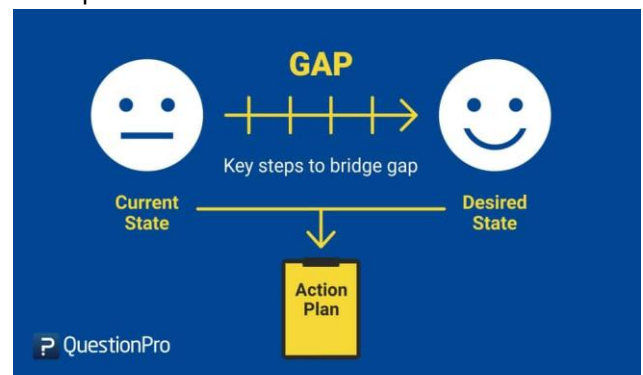 GAP
Key steps to bridge gap
Current
State
Desired
State
Action
Plan
QuestionPro